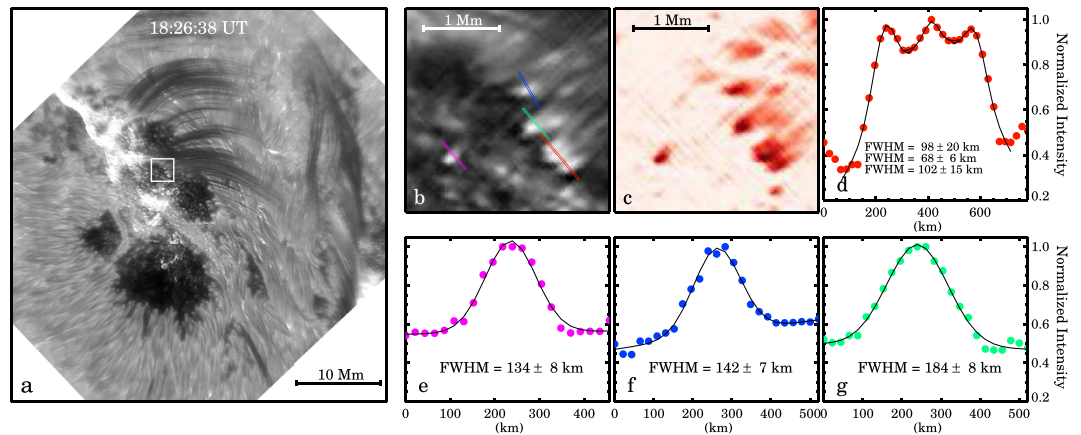 18:26:38 UT
a
10 Mm
1 Mm
b
1 Mm
c
FWHM = 98 ± 20 km
FWHM = 68 ± 6 km
FWHM = 102 ± 15 km
d
1.0
0.8
0.6
0.4
0.2
Normalized Intensity
0 200 400 600
(km)
FWHM = 134 ± 8 km
e
0 100 200 300 400
(km)
FWHM = 142 ± 7 km
f
0 100 200 300 400 500
(km)
FWHM = 184 ± 8 km
g
0 100 200 300 400 500
(km)
1.0
0.8
0.6
0.4
0.2
Normalized Intensity